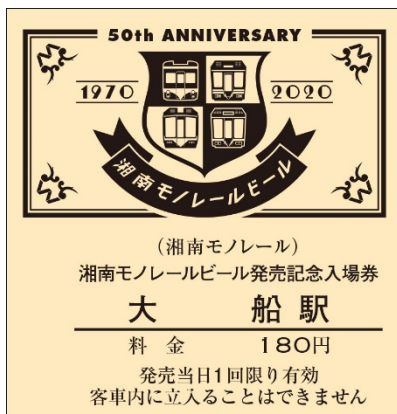 50th ANNIVERSARY
1970 2020
湘南モノレールビール
（湘南モノレール）
湘南モノレールビール発売記念入場券
大 船 駅
料 金 180円
発売当日1回限り有効
客車内に立入ることはできません